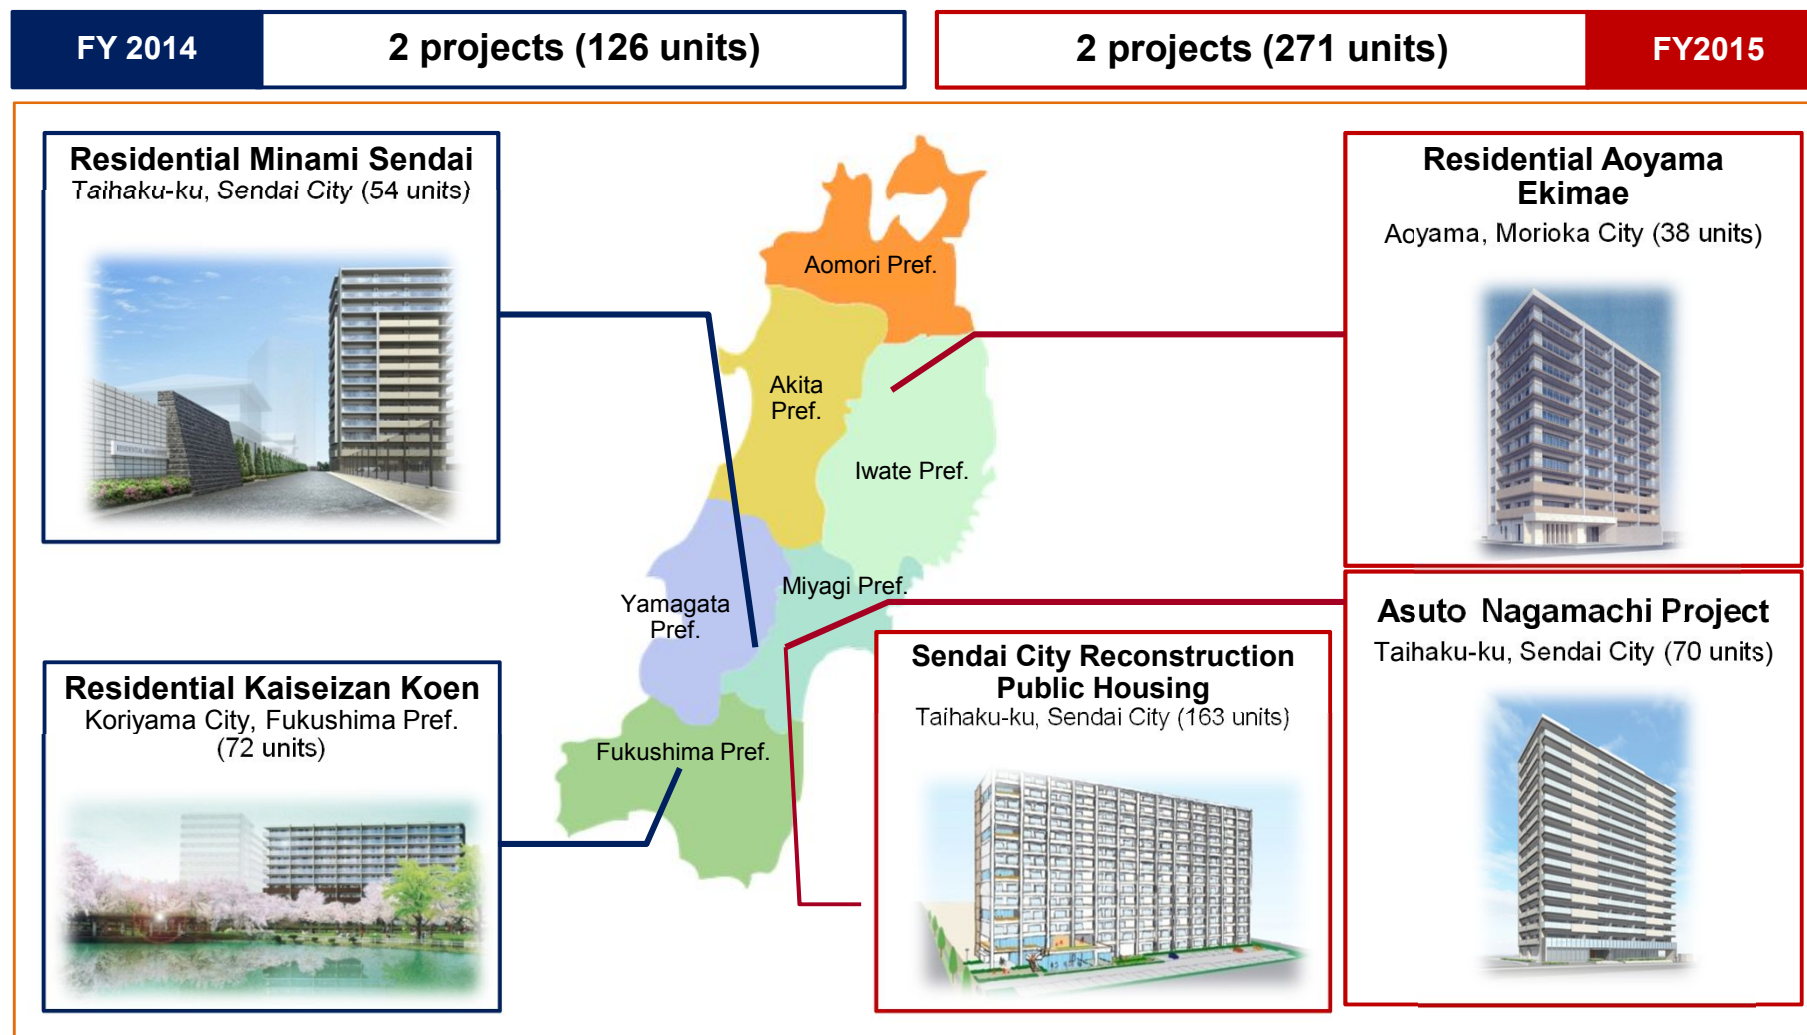 FY 2014
2 projects (126 units)
2 projects (271 units)
FY2015
Residential Minami Sendai
Taihaku-ku, Sendai City (54 units)
RESIDENTIAL MINAMI
Residential Kaiseizan Koen
Koriyama City, Fukushima Pref.
(72 units)
Aomori Pref.
Akita
Pref.
Iwate Pref.
Miyagi Pref.
Yamagata
Pref.
Fukushima Pref.
Residential Aoyama
Ekimae
Aoyama, Morioka City (38 units)
Sendai City Reconstruction
Public Housing
Taihaku-ku, Sendai City (163 units)
Asuto Nagamachi Project
Taihaku-ku, Sendai City (70 units)